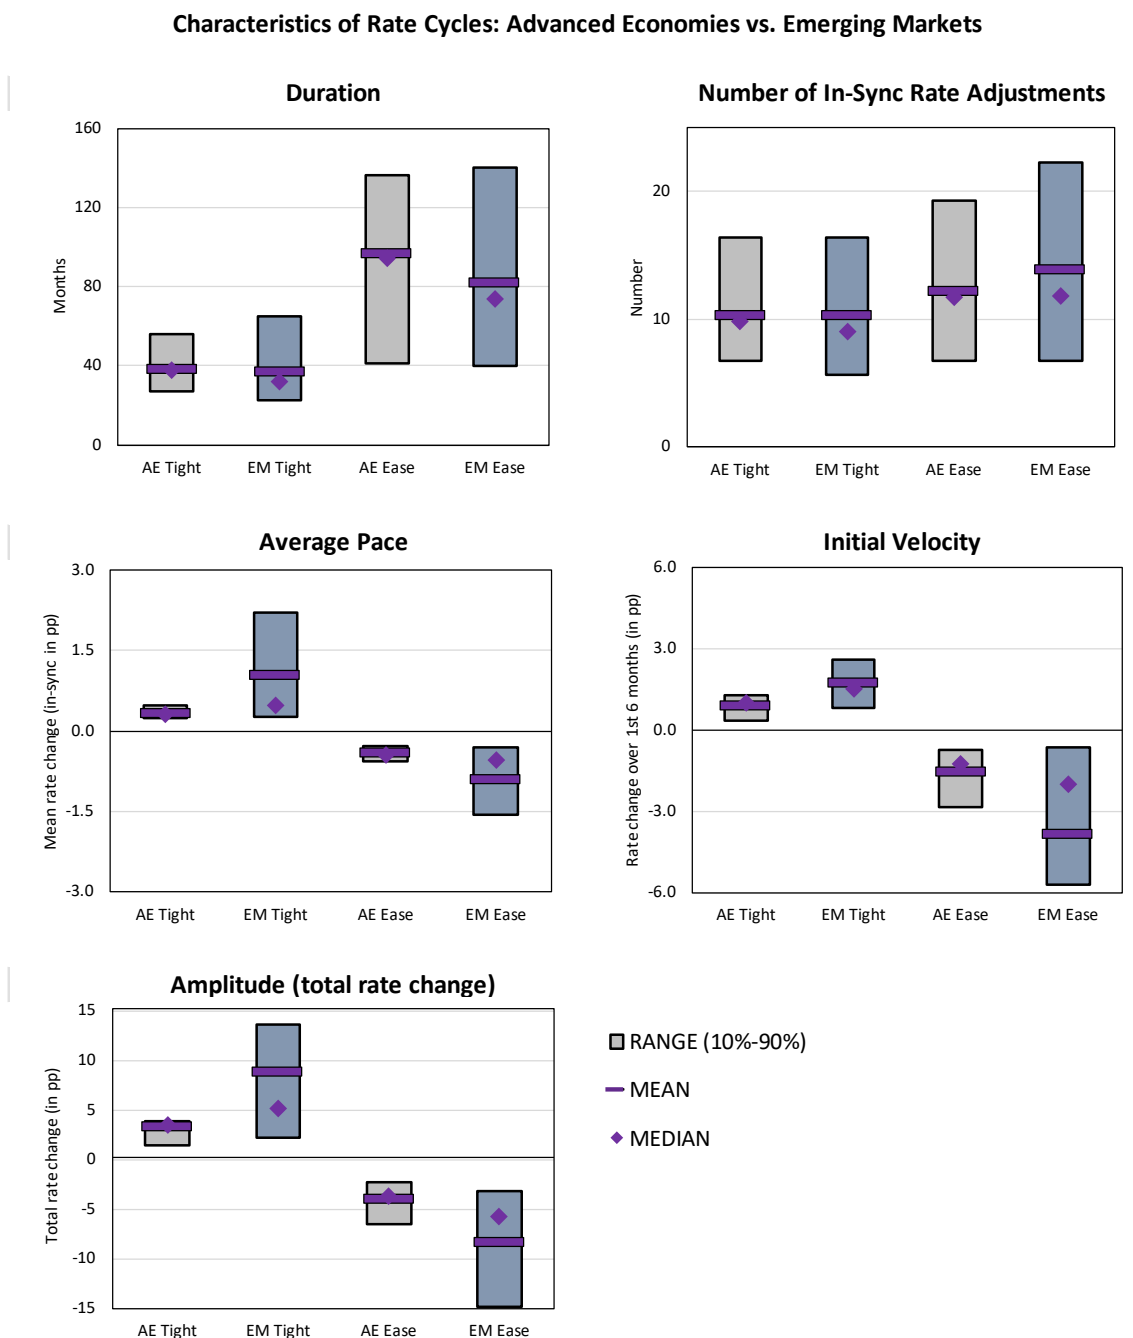 Characteristics of Rate Cycles: Advanced Economies vs. Emerging Markets
Duration
Months
160
120
80
40
0
AE Tight EM Tight AE Ease EM Ease
Number of In-Sync Rate Adjustments
Number
20
10
0
AE Tight EM Tight AE Ease EM Ease
Average Pace
Mean rate change (in-sync in pp)
3.0
1.5
0.0
-1.5
-3.0
AE Tight EM Tight AE Ease EM Ease
Initial Velocity
Rate change over 1st 6 months (in pp)
6.0
3.0
0.0
-3.0
-6.0
AE Tight EM Tight AE Ease EM Ease
Amplitude (total rate change)
Total rate change (in pp)
15
10
5
0
-5
-10
-15
AE Tight EM Tight AE Ease EM Ease
RANGE (10%-90%)
MEAN
MEDIAN